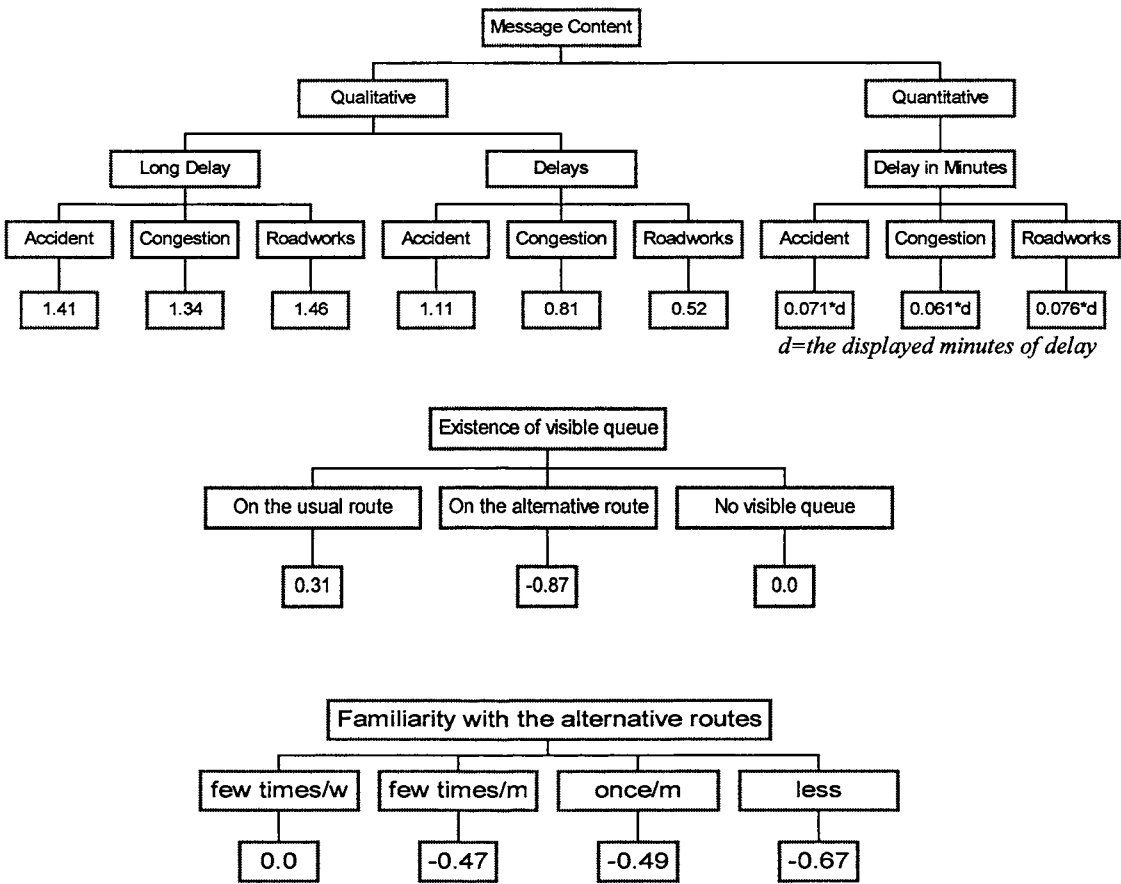 Message Content
Qualitative Quantitative
Long Delay Delays Delay in Minutes
Accident Congestion Roadworks Accident Congestion Roadworks Accident Congestion Roadworks
1.41 1.34 1.46 1.11 0.81 0.52 0.071*d 0.061*d 0.076*d
d=the displayed minutes of delay
Existence of visible queue
On the usual route On the alternative route No visible queue
0.31 -0.87 0.0
Familiarity with the alternative routes
few times/w few times/m once/m less
0.0 -0.47 -0.49 -0.67